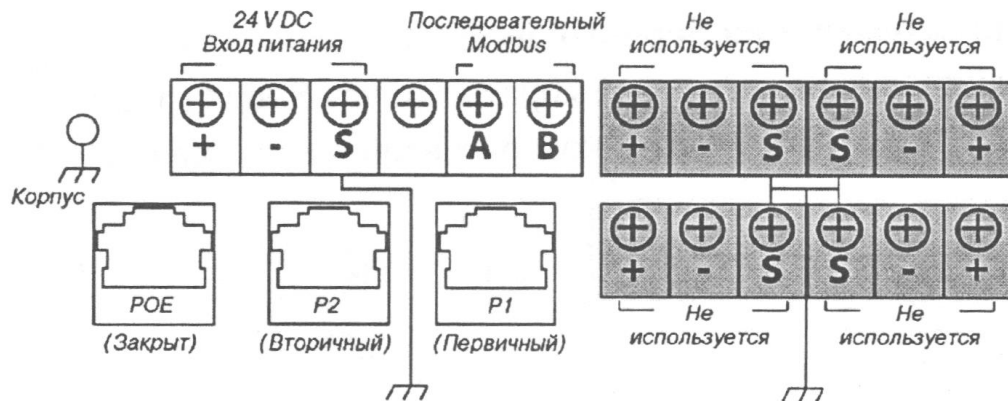 24 V DC
Вход питания
Последовательный
Modbus
Не
используется
Не
используется
+ - S A B
+ - S S - +
Корпус
+ - S S - +
POE
P2
P1
(Закрыт)
(Вторичный)
(Первичный)
Не
используется
Не
используется